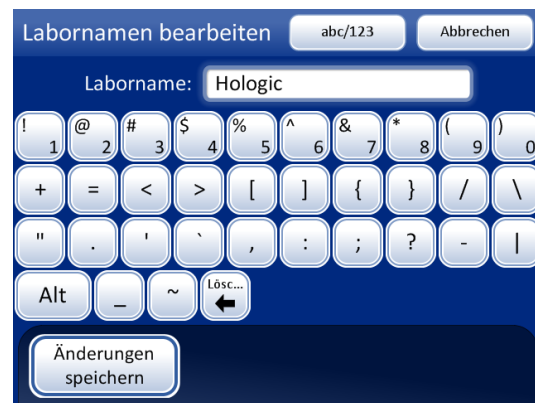 Labornamen bearbeiten abc/123 Abbrechen
Laborname: Hologic
! 1 @ 2 # 3 $ 4 % 5 ^ 6 & 7 * 8 ( 9 ) 0
+ = < > [ ] { } / \
" . ' ` , : ; ? - |
Alt _ ~ Lösc...
Änderungen
speichern